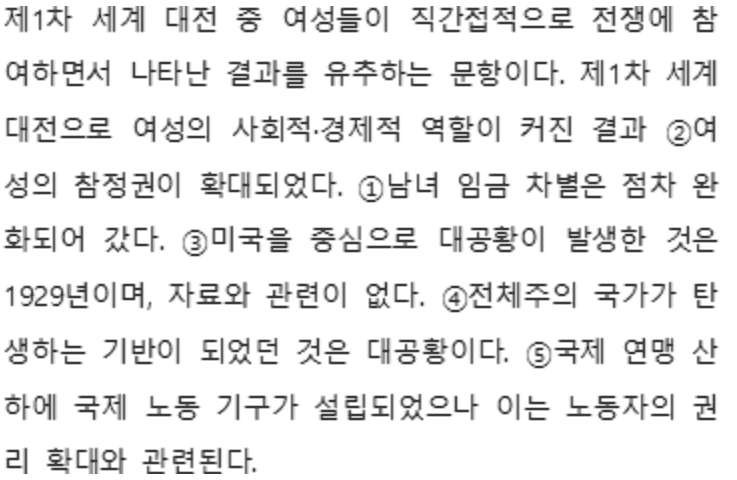 제1차 세계 대전 중 여성들이 직간접적으로 전쟁에 참
여하면서 나타난 결과를 유추하는 문항이다. 제1차 세계
대전으로 여성의 사회적·경제적 역할이 커진 결과 ②여
성의 참정권이 확대되었다. ①남녀 임금 차별은 점차 완
화되어 갔다. ③미국을 중심으로 대공황이 발생한 것은
1929년이며, 자료와 관련이 없다. ④전체주의 국가가 탄
생하는 기반이 되었던 것은 대공황이다. ⑤국제 연맹 산
하에 국제 노동 기구가 설립되었으나 이는 노동자의 권
리 확대와 관련된다.